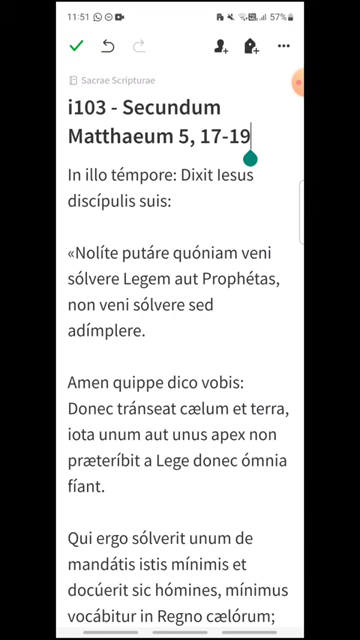 11:51
57%
Sacrae Scripturae
i103 - Secundum
Matthaeum 5, 17-19
In illo témpore: Dixit Iesus
discípulis suis:
«Nolíte putáre quóniam veni
sólvere Legem aut Prophétas,
non veni sólvere sed
adímplere.
Amen quippe dico vobis:
Donec tránseat cælum et terra,
iota unum aut unus apex non
præteríbit a Lege donec ómnia
fíant.
Qui ergo sólverit unum de
mandátis istis mínimis et
docúerit sic hómines, mínimus
vocábitur in Regno cælórum;